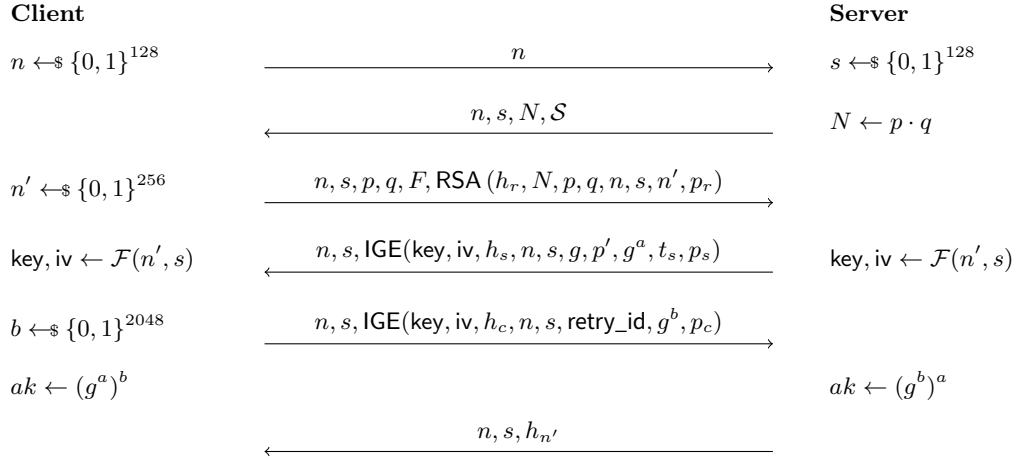 Client Server
n ←$ {0, 1}^128 n s ←$ {0, 1}^128
n, s, N, 𝒮 N ← p · q
n′ ←$ {0, 1}^256 n, s, p, q, F, RSA (h_r, N, p, q, n, s, n′, p_r)
key, iv ← ℱ(n′, s) n, s, IGE(key, iv, h_s, n, s, g, p′, g^a, t_s, p_s) key, iv ← ℱ(n′, s)
b ←$ {0, 1}^2048 n, s, IGE(key, iv, h_c, n, s, retry_id, g^b, p_c)
ak ← (g^a)^b ak ← (g^b)^a
n, s, h_n′